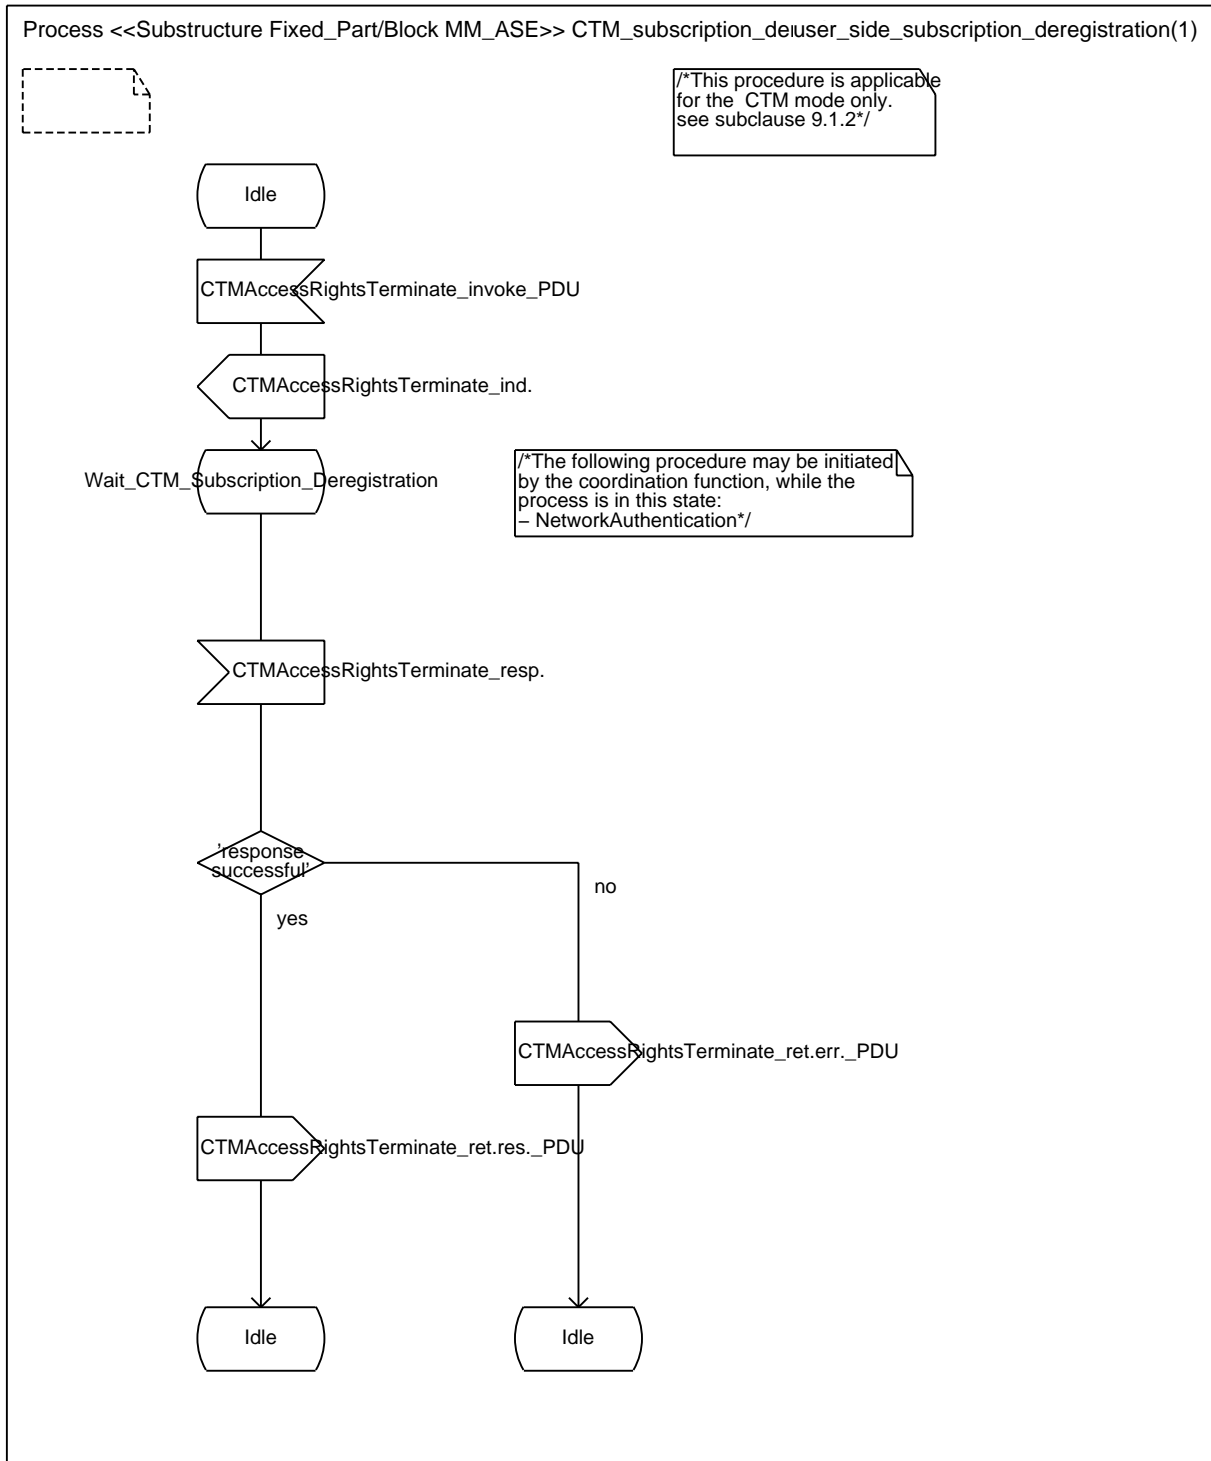 Process <<Substructure Fixed_Part/Block MM_ASE>> CTM_subscription_deuser_side_subscription_deregistration(1)
/*This procedure is applicable
for the  CTM mode only.
see subclause 9.1.2*/
Idle
CTMAccessRightsTerminate_invoke_PDU
CTMAccessRightsTerminate_ind.
Wait_CTM_Subscription_Deregistration
/*The following procedure may be initiated
by the coordination function, while the
process is in this state:
– NetworkAuthentication*/
CTMAccessRightsTerminate_resp.
'response
successful'
no
yes
CTMAccessRightsTerminate_ret.err._PDU
CTMAccessRightsTerminate_ret.res._PDU
Idle
Idle